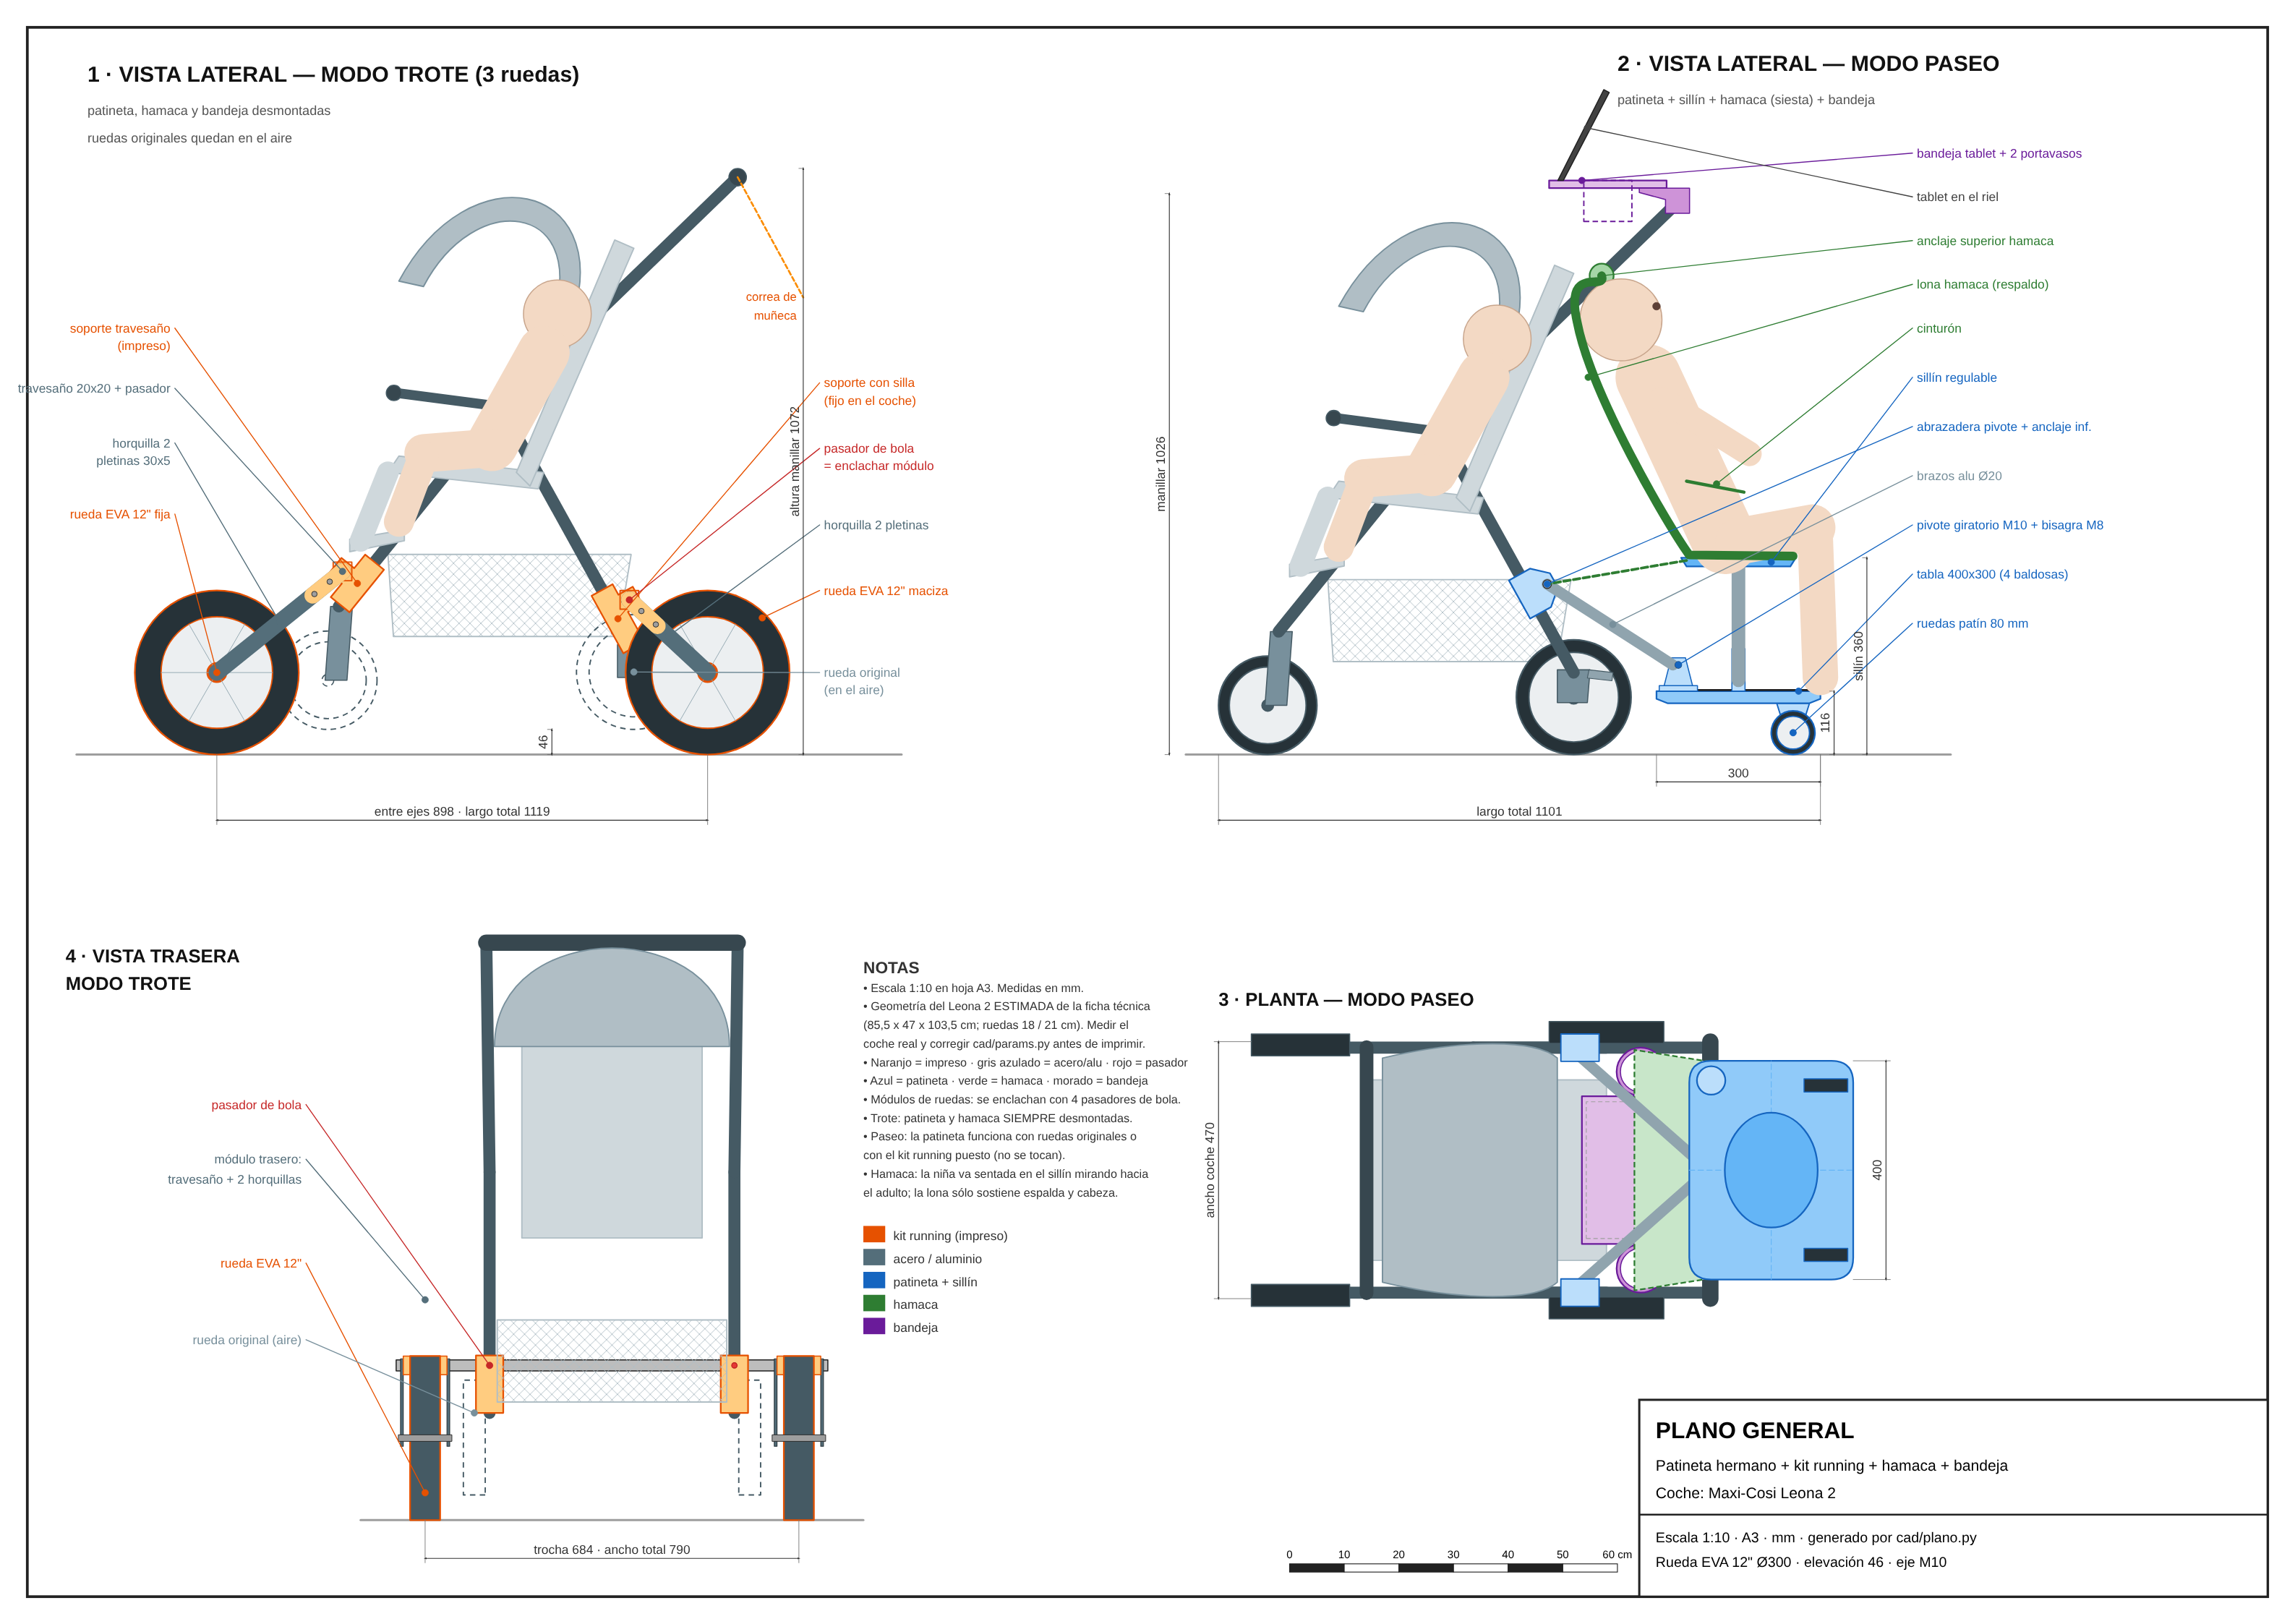 1 · VISTA LATERAL — MODO TROTE (3 ruedas)
patineta, hamaca y bandeja desmontadas
ruedas originales quedan en el aire
soporte travesaño
(impreso)
travesaño 20x20 + pasador
horquilla 2
pletinas 30x5
rueda EVA 12" fija
correa de
muñeca
altura manillar 1072
soporte con silla
(fijo en el coche)
pasador de bola
= enclachar módulo
horquilla 2 pletinas
rueda EVA 12" maciza
rueda original
(en el aire)
46
entre ejes 898 · largo total 1119
2 · VISTA LATERAL — MODO PASEO
patineta + sillín + hamaca (siesta) + bandeja
bandeja tablet + 2 portavasos
tablet en el riel
anclaje superior hamaca
lona hamaca (respaldo)
cinturón
sillín regulable
abrazadera pivote + anclaje inf.
brazos alu Ø20
pivote giratorio M10 + bisagra M8
tabla 400x300 (4 baldosas)
ruedas patín 80 mm
manillar 1026
sillín 360
116
300
largo total 1101
4 · VISTA TRASERA
MODO TROTE
pasador de bola
módulo trasero:
travesaño + 2 horquillas
rueda EVA 12"
rueda original (aire)
trocha 684 · ancho total 790
NOTAS
• Escala 1:10 en hoja A3. Medidas en mm.
• Geometría del Leona 2 ESTIMADA de la ficha técnica
(85,5 x 47 x 103,5 cm; ruedas 18 / 21 cm). Medir el
coche real y corregir cad/params.py antes de imprimir.
• Naranjo = impreso · gris azulado = acero/alu · rojo = pasador
• Azul = patineta · verde = hamaca · morado = bandeja
• Módulos de ruedas: se enclachan con 4 pasadores de bola.
• Trote: patineta y hamaca SIEMPRE desmontadas.
• Paseo: la patineta funciona con ruedas originales o
con el kit running puesto (no se tocan).
• Hamaca: la niña va sentada en el sillín mirando hacia
el adulto; la lona sólo sostiene espalda y cabeza.
kit running (impreso)
acero / aluminio
patineta + sillín
hamaca
bandeja
3 · PLANTA — MODO PASEO
ancho coche 470
400
0 10 20 30 40 50 60 cm
PLANO GENERAL
Patineta hermano + kit running + hamaca + bandeja
Coche: Maxi-Cosi Leona 2
Escala 1:10 · A3 · mm · generado por cad/plano.py
Rueda EVA 12" Ø300 · elevación 46 · eje M10